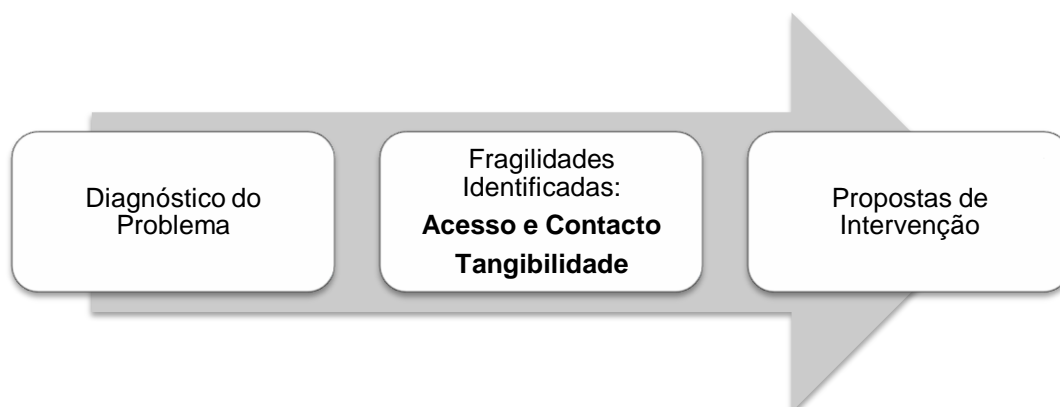 Diagnóstico do
Problema
Fragilidades
Identificadas:
Acesso e Contacto
Tangibilidade
Propostas de
Intervenção